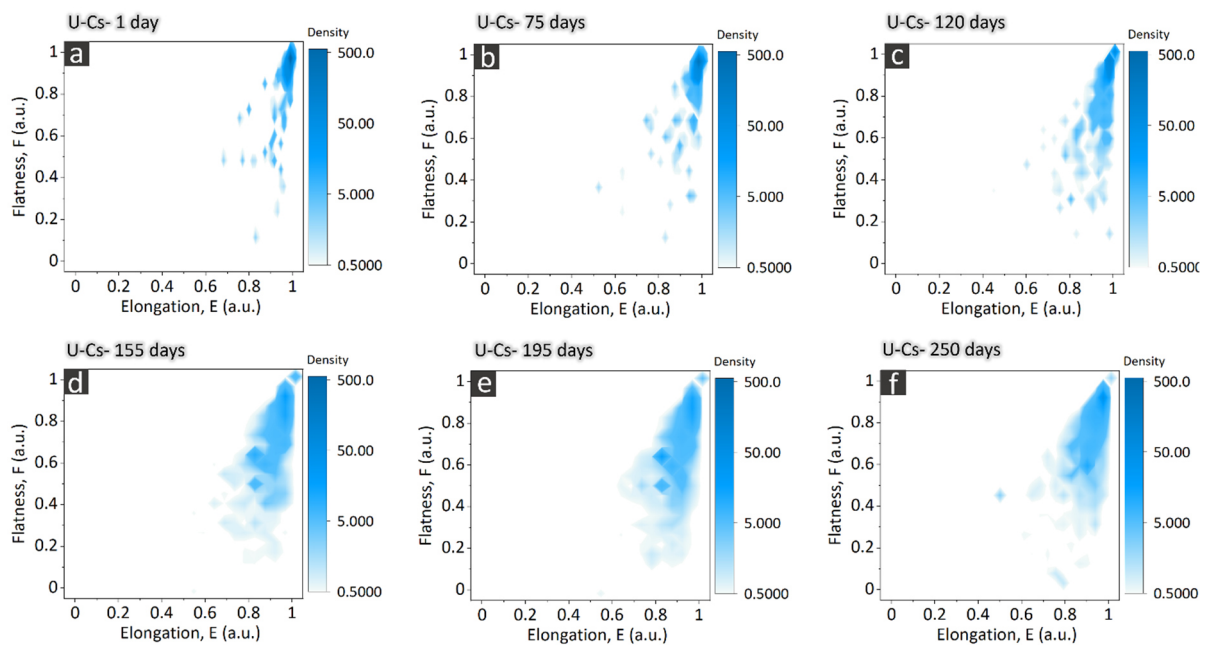 U-Cs- 1 day
Density
a
1
0.8
0.6
0.4
0.2
0
Flatness, F (a.u.)
0 0.2 0.4 0.6 0.8 1
Elongation, E (a.u.)
500.0
50.00
5.000
0.5000
U-Cs- 75 days
Density
b
1
0.8
0.6
0.4
0.2
0
Flatness, F (a.u.)
0 0.2 0.4 0.6 0.8 1
Elongation, E (a.u.)
500.0
50.00
5.000
0.5000
U-Cs- 120 days
Density
c
1
0.8
0.6
0.4
0.2
0
Flatness, F (a.u.)
0 0.2 0.4 0.6 0.8 1
Elongation, E (a.u.)
500.0
50.00
5.000
0.5000
U-Cs- 155 days
Density
d
1
0.8
0.6
0.4
0.2
0
Flatness, F (a.u.)
0 0.2 0.4 0.6 0.8 1
Elongation, E (a.u.)
500.0
50.00
5.000
0.5000
U-Cs- 195 days
Density
e
1
0.8
0.6
0.4
0.2
0
Flatness, F (a.u.)
0 0.2 0.4 0.6 0.8 1
Elongation, E (a.u.)
500.0
50.00
5.000
0.5000
U-Cs- 250 days
Density
f
1
0.8
0.6
0.4
0.2
0
Flatness, F (a.u.)
0 0.2 0.4 0.6 0.8 1
Elongation, E (a.u.)
500.0
50.00
5.000
0.5000